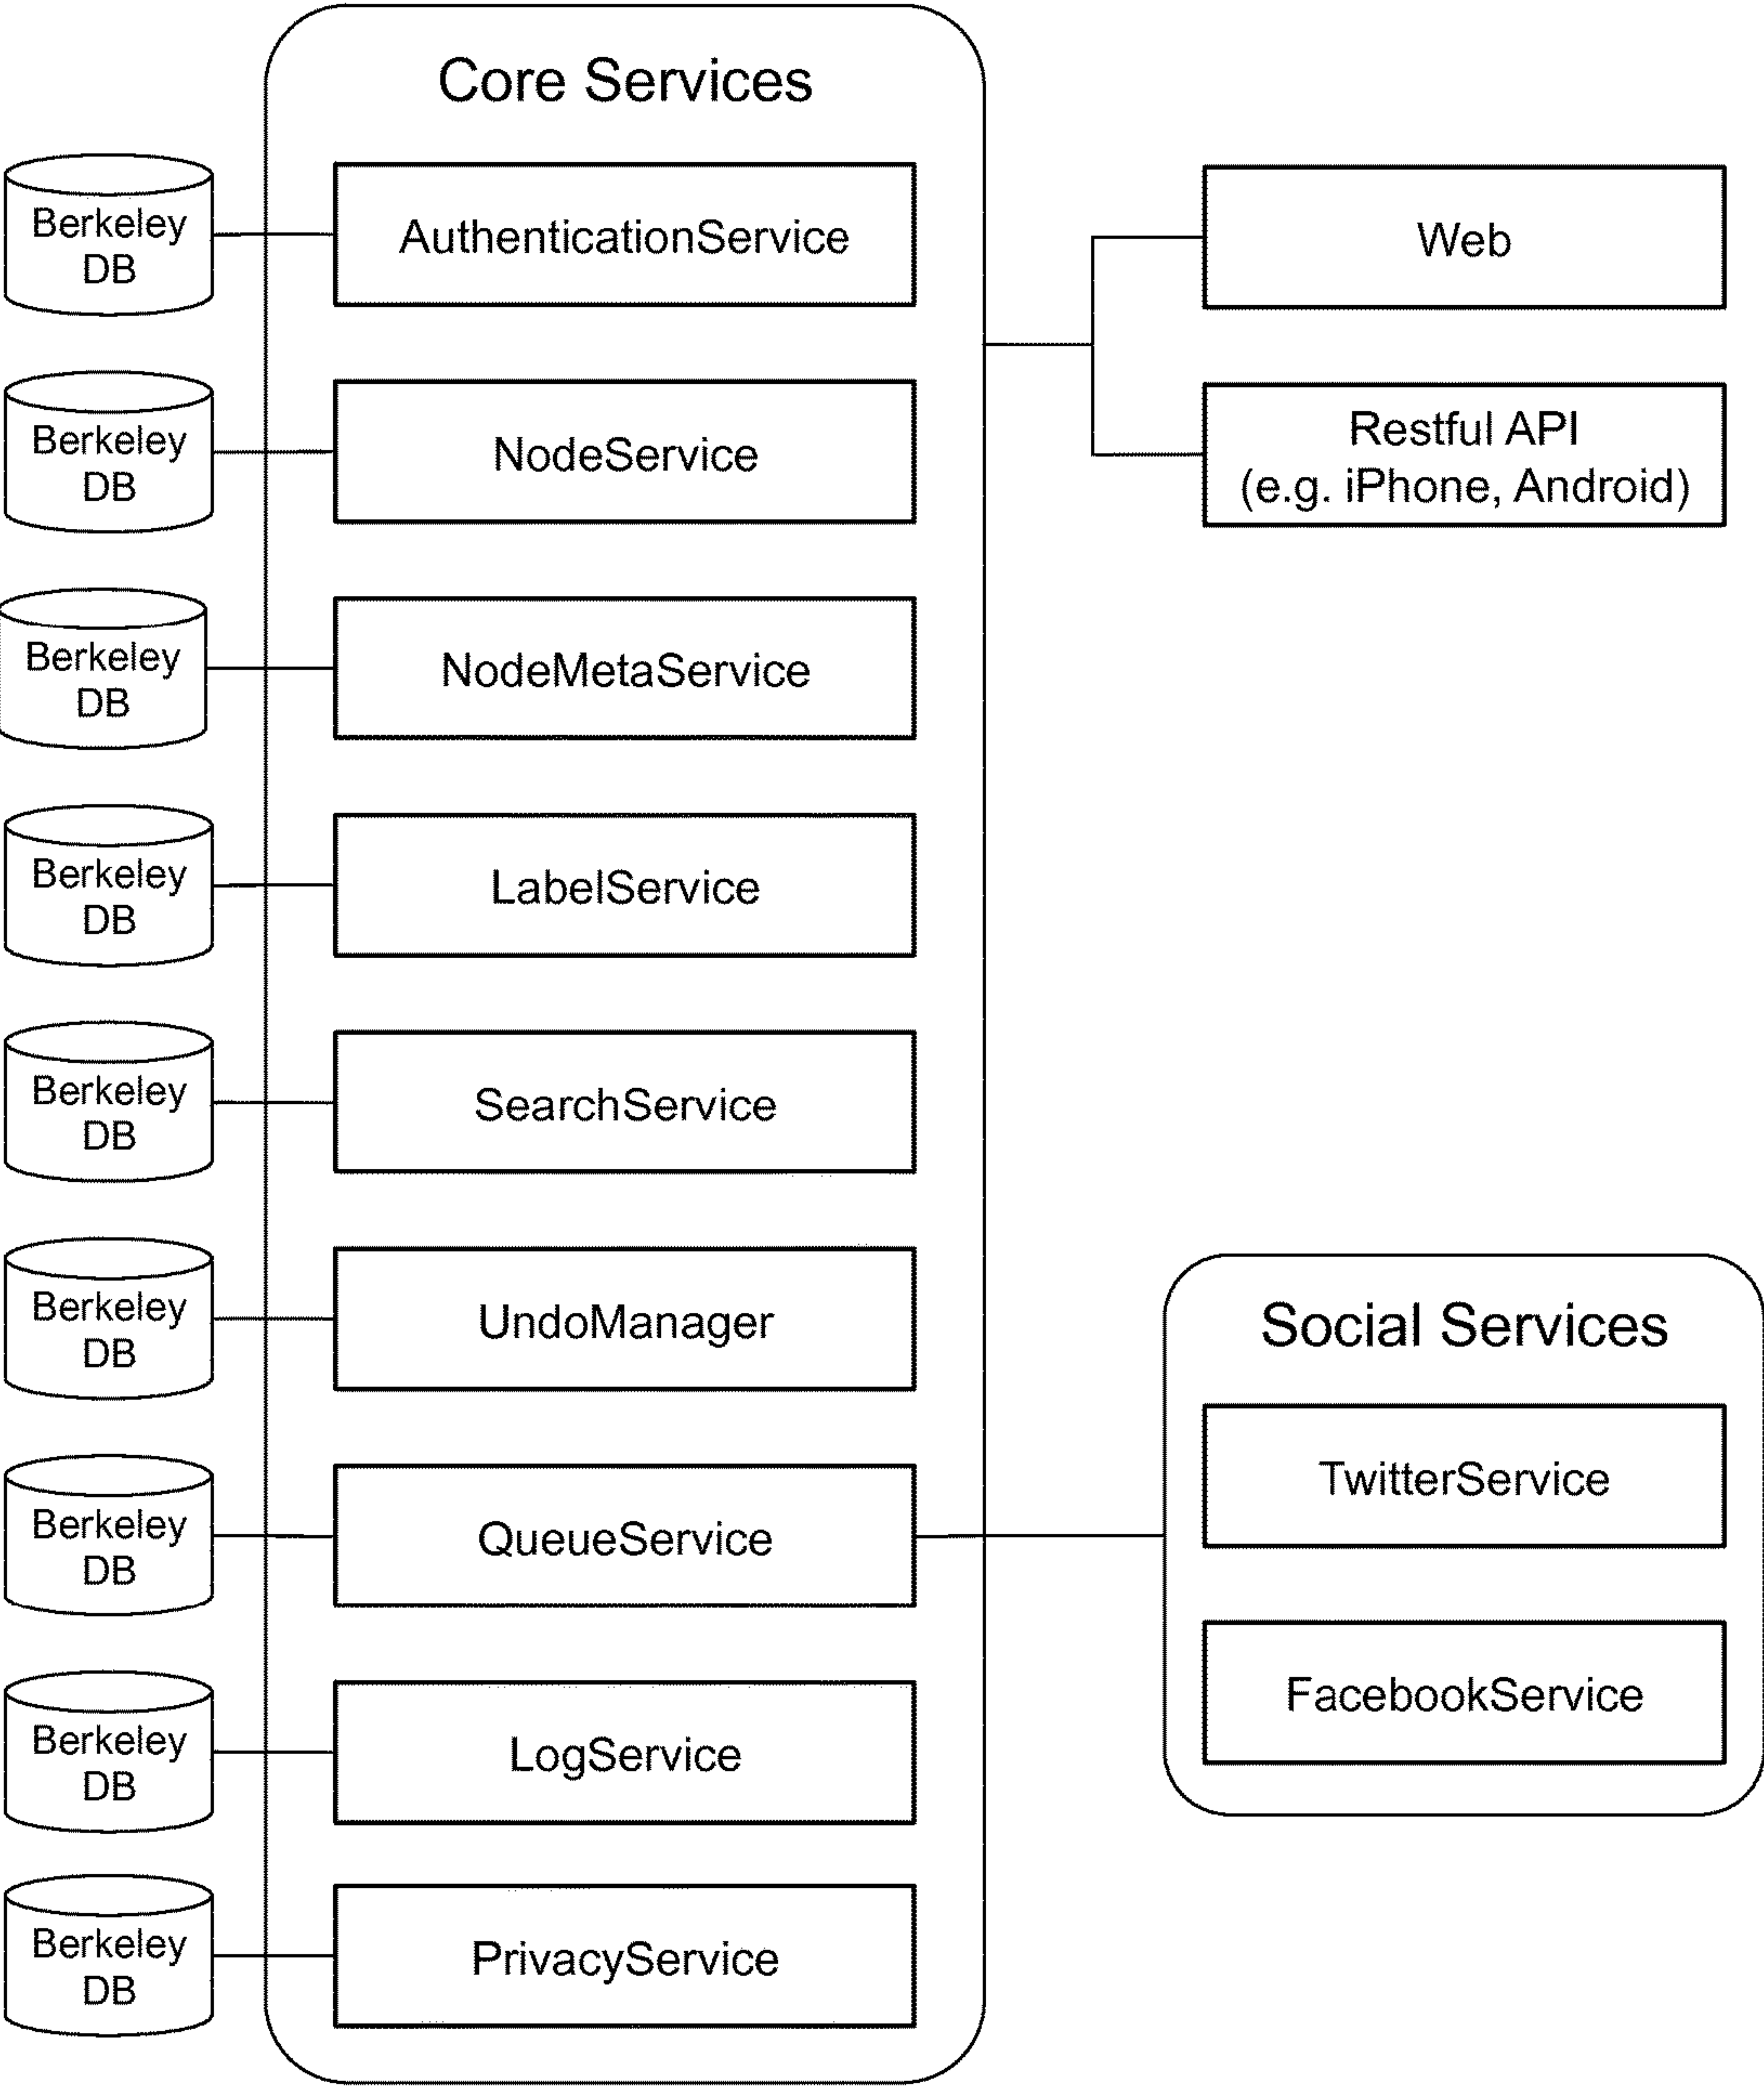 Core Services
Berkeley
DB
AuthenticationService
Berkeley
DB
NodeService
Berkeley
DB
NodeMetaService
Berkeley
DB
LabelService
Berkeley
DB
SearchService
Berkeley
DB
UndoManager
Berkeley
DB
QueueService
Berkeley
DB
LogService
Berkeley
DB
PrivacyService
Web
Restful API
(e.g. iPhone, Android)
Social Services
TwitterService
FacebookService